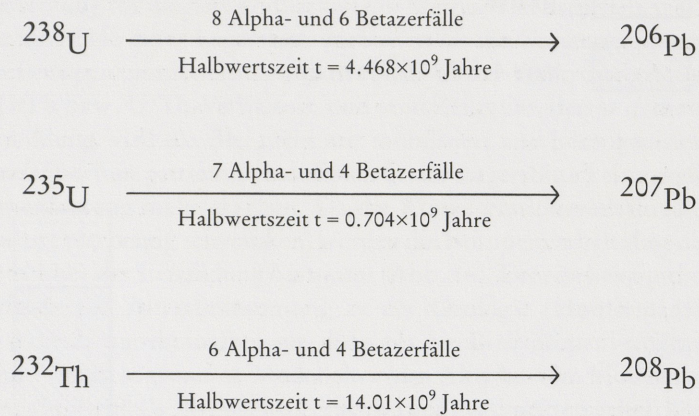 8 Alpha- und 6 Betazerfälle
²³⁸U ²⁰⁶Pb
Halbwertszeit t = 4.468×10⁹ Jahre
7 Alpha- und 4 Betazerfälle
²³⁵U ²⁰⁷Pb
Halbwertszeit t = 0.704×10⁹ Jahre
6 Alpha- und 4 Betazerfälle
²³²Th ²⁰⁸Pb
Halbwertszeit t = 14.01×10⁹ Jahre